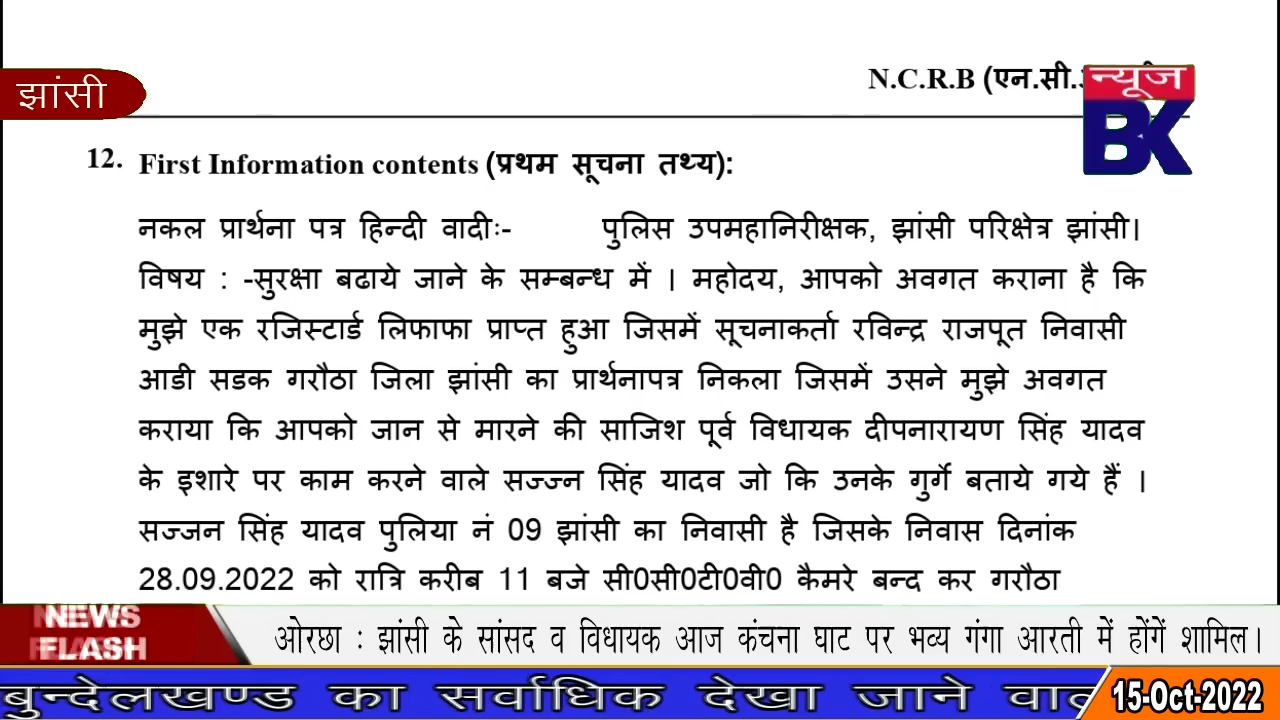 झांसी
N.C.R.B (एन.सी.
न्यूज
BK
12. First Information contents (प्रथम सूचना तथ्य):
नकल प्रार्थना पत्र हिन्दी वादीः- पुलिस उपमहानिरीक्षक, झांसी परिक्षेत्र झांसी।
विषय : -सुरक्षा बढाये जाने के सम्बन्ध में । महोदय, आपको अवगत कराना है कि
मुझे एक रजिस्टार्ड लिफाफा प्राप्त हुआ जिसमें सूचनाकर्ता रविन्द्र राजपूत निवासी
आडी सडक गरौठा जिला झांसी का प्रार्थनापत्र निकला जिसमें उसने मुझे अवगत
कराया कि आपको जान से मारने की साजिश पूर्व विधायक दीपनारायण सिंह यादव
के इशारे पर काम करने वाले सज्ज्न सिंह यादव जो कि उनके गुर्गे बताये गये हैं ।
सज्जन सिंह यादव पुलिया नं 09 झांसी का निवासी है जिसके निवास दिनांक
28.09.2022 को रात्रि करीब 11 बजे सी0सी0टी0वी0 कैमरे बन्द कर गरौठा
NEWS
FLASH
ओरछा : झांसी के सांसद व विधायक आज कंचना घाट पर भव्य गंगा आरती में होंगें शामिल।
बुन्देलखण्ड का सर्वाधिक देखा जाने
15-Oct-2022